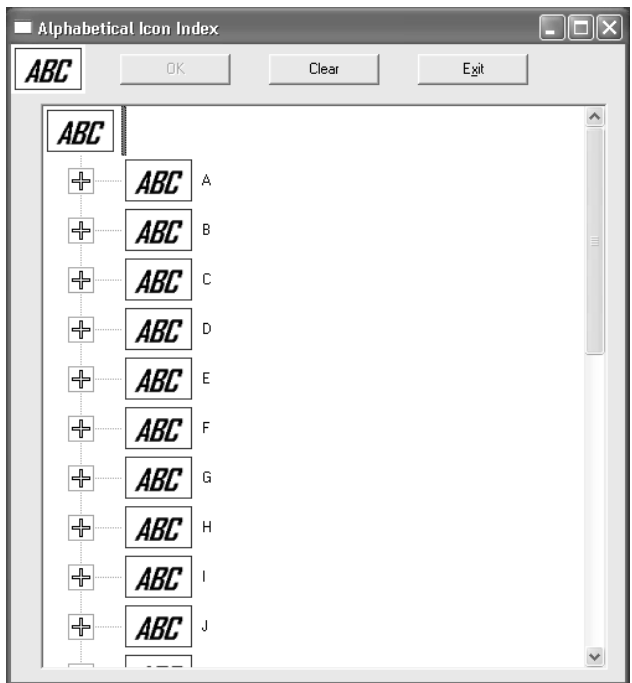 Alphabetical Icon Index
ABC OK Clear Exit
ABC
ABC A
ABC B
ABC C
ABC D
ABC E
ABC F
ABC G
ABC H
ABC I
ABC J